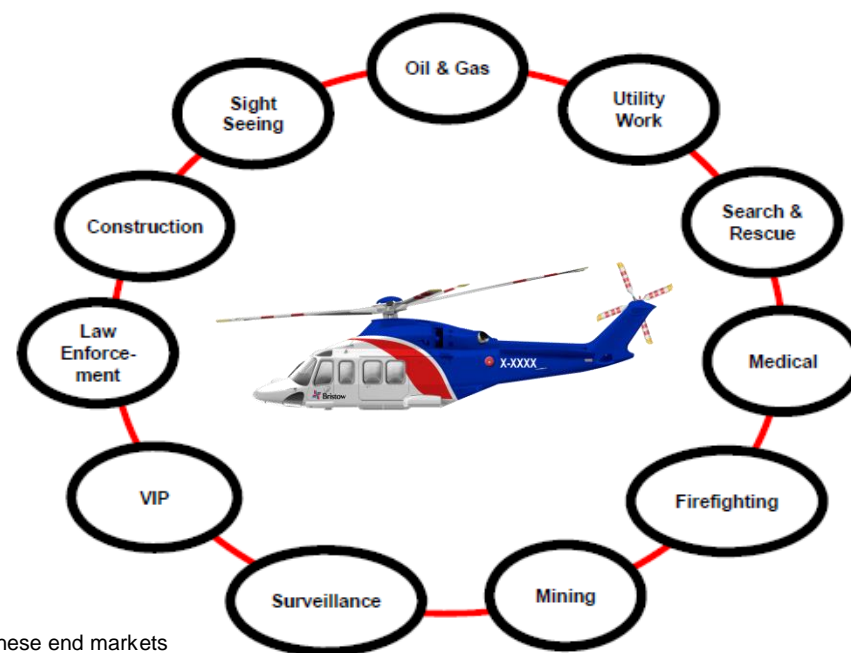 Oil & Gas
Sight
Seeing
Utility
Work
Construction
Search &
Rescue
Law
Enforce-
ment
Medical
X-XXXX
Bristow
VIP
Firefighting
Surveillance
Mining
end markets